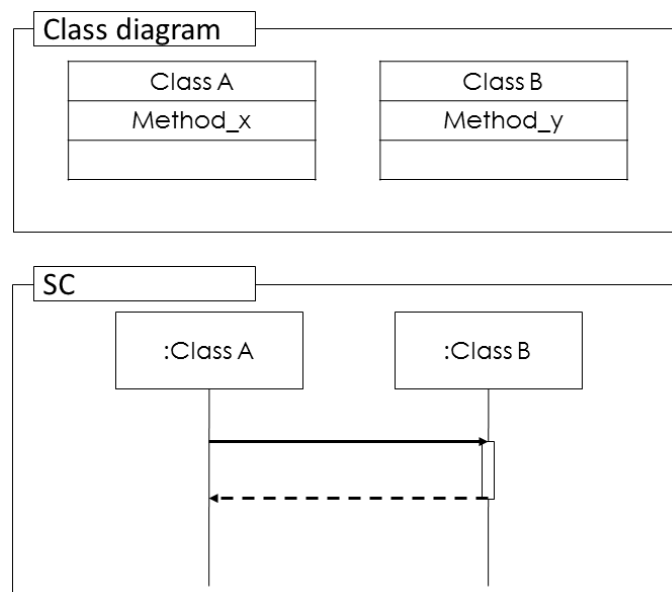 Class diagram
Class A
Class B
Method_x
Method_y
SC
:Class A
:Class B